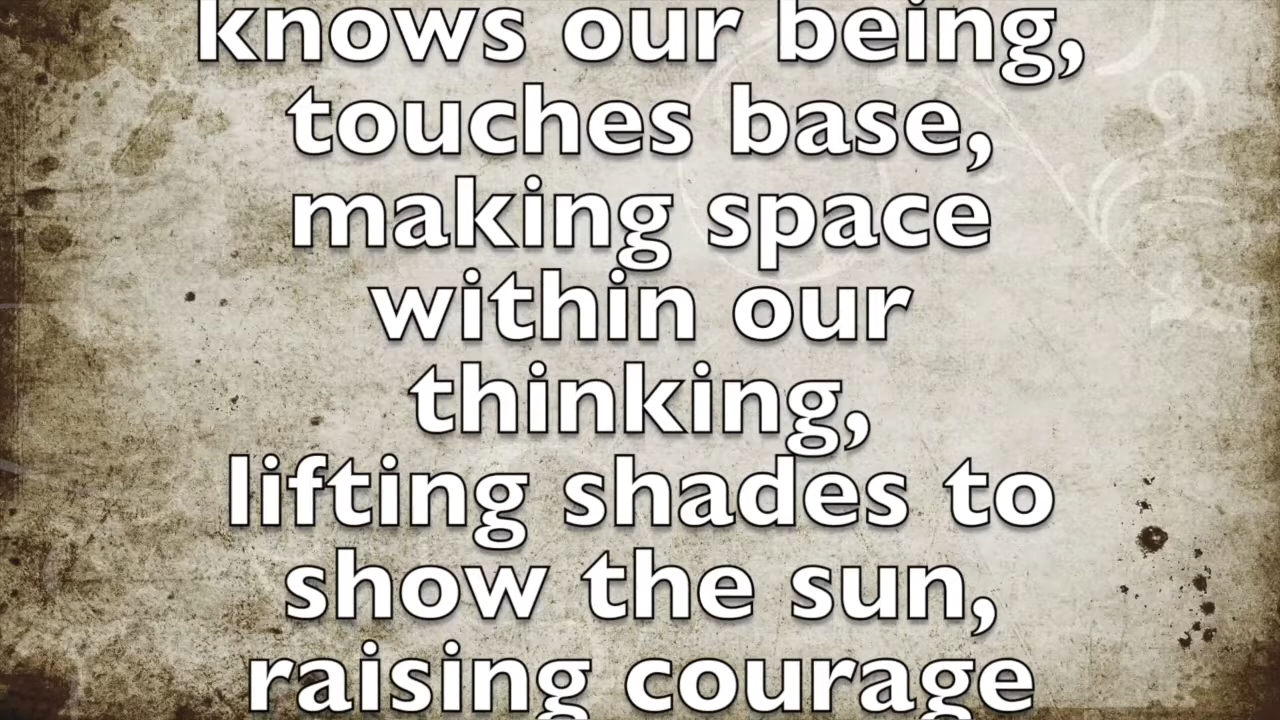 knows our being,
touches base,
making space
within our
thinking,
lifting shades to
show the sun,
raising courage